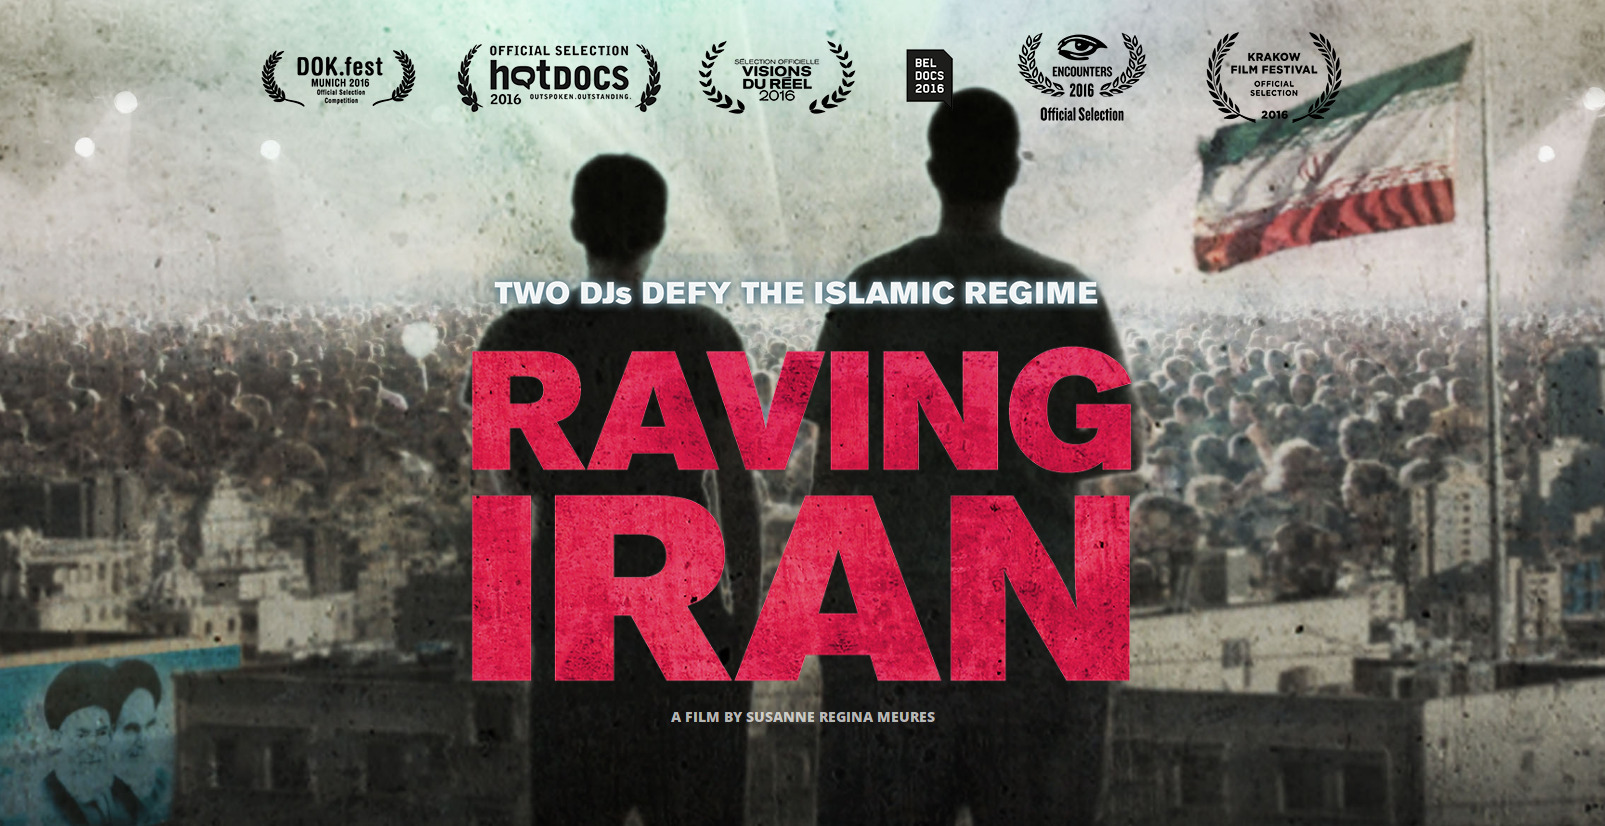 DOK.fest
MUNICH 2016
Official Selection
Competition
OFFICIAL SELECTION
hotDOCS
2016 OUTSPOKEN. OUTSTANDING.
SÉLECTION OFFICIELLE
VISIONS
DU RÉEL
2016
BEL
DOCS
2016
ENCOUNTERS
2016
Official Selection
KRAKOW
FILM FESTIVAL
OFFICIAL
SELECTION
2016
TWO DJs DEFY THE ISLAMIC REGIME
RAVING
IRAN
A FILM BY SUSANNE REGINA MEURES